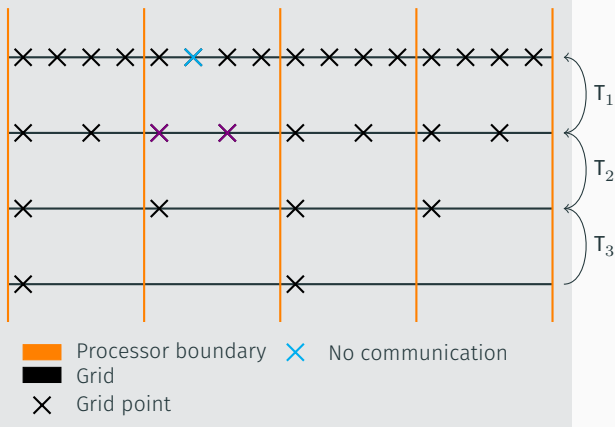 T₁
T₂
T₃
Processor boundary
No communication
Grid
Grid point